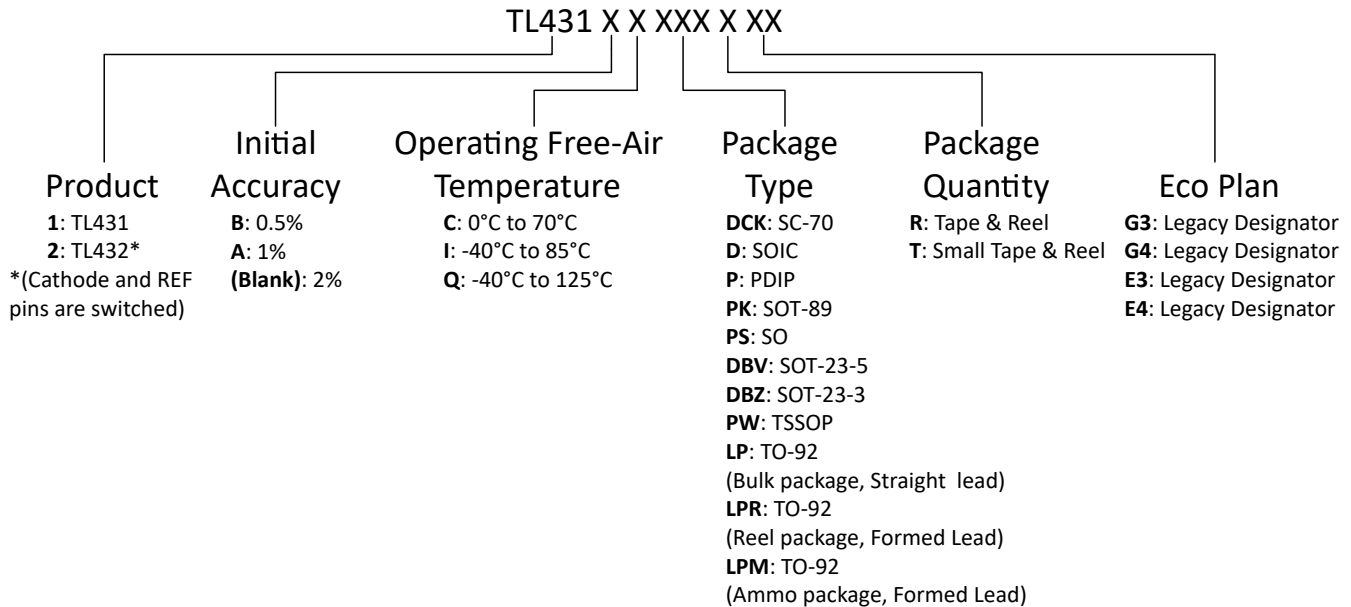 TL431 X X XXX X XX
Product
1: TL431
2: TL432*
*(Cathode and REF
pins are switched)
Initial
Accuracy
B: 0.5%
A: 1%
(Blank): 2%
Operating Free-Air
Temperature
C: 0°C to 70°C
I: -40°C to 85°C
Q: -40°C to 125°C
Package
Type
DCK: SC-70
D: SOIC
P: PDIP
PK: SOT-89
PS: SO
DBV: SOT-23-5
DBZ: SOT-23-3
PW: TSSOP
LP: TO-92
(Bulk package, Straight lead)
LPR: TO-92
(Reel package, Formed Lead)
LPM: TO-92
(Ammo package, Formed Lead)
Package
Quantity
R: Tape & Reel
T: Small Tape & Reel
Eco Plan
G3: Legacy Designator
G4: Legacy Designator
E3: Legacy Designator
E4: Legacy Designator